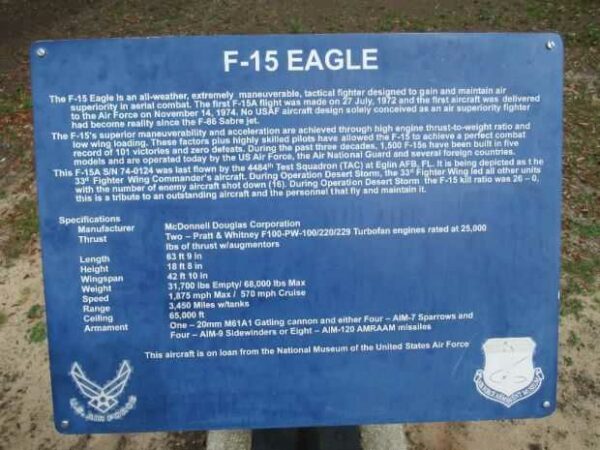 F-15 EAGLE
The F-15 Eagle is an all-weather, extremely maneuverable, tactical fighter designed to gain and maintain air
superiority in aerial combat. The first F-15A flight was made on 27 July, 1972 and the first aircraft was delivered
to the Air Force on November 14, 1974. No USAF aircraft design solely conceived as an air superiority fighter
had become reality since the F-86 Sabre jet.
The F-15's superior maneuverability and acceleration are achieved through high engine thrust-to-weight ratio and
low wing loading. These factors plus highly skilled pilots have allowed the F-15 to achieve a perfect combat
record of 101 victories and zero defeats. During the past three decades, 1,500 F-15s have been built in five
models and are operated today by the US Air Force, the Air National Guard and several foreign countries.
This F-15A S/N 74-0124 was last flown by the 4484th Test Squadron (TAC) at Eglin AFB, FL. It is being depicted as the
33rd Fighter Wing Commander's aircraft. During Operation Desert Storm, the 33rd Fighter Wing led all other units
with the number of enemy aircraft shot down (16). During Operation Desert Storm the F-15 kill ratio was 26 – 0,
this is a tribute to an outstanding aircraft and the personnel that fly and maintain it.
Specifications
Manufacturer McDonnell Douglas Corporation
Thrust Two – Pratt & Whitney F100-PW-100/220/229 Turbofan engines rated at 25,000
lbs of thrust w/augmentors
Length 63 ft 9 in
Height 18 ft 8 in
Wingspan 42 ft 10 in
Weight 31,700 lbs Empty/ 68,000 lbs Max
Speed 1,875 mph Max / 570 mph Cruise
Range 3,450 Miles w/tanks
Ceiling 65,000 ft
Armament One – 20mm M61A1 Gatling cannon and either Four – AIM-7 Sparrows and
Four – AIM-9 Sidewinders or Eight – AIM-120 AMRAAM missiles
This aircraft is on loan from the National Museum of the United States Air Force
U.S. AIR FORCE
AIR FORCE ARMAMENT MUSEUM